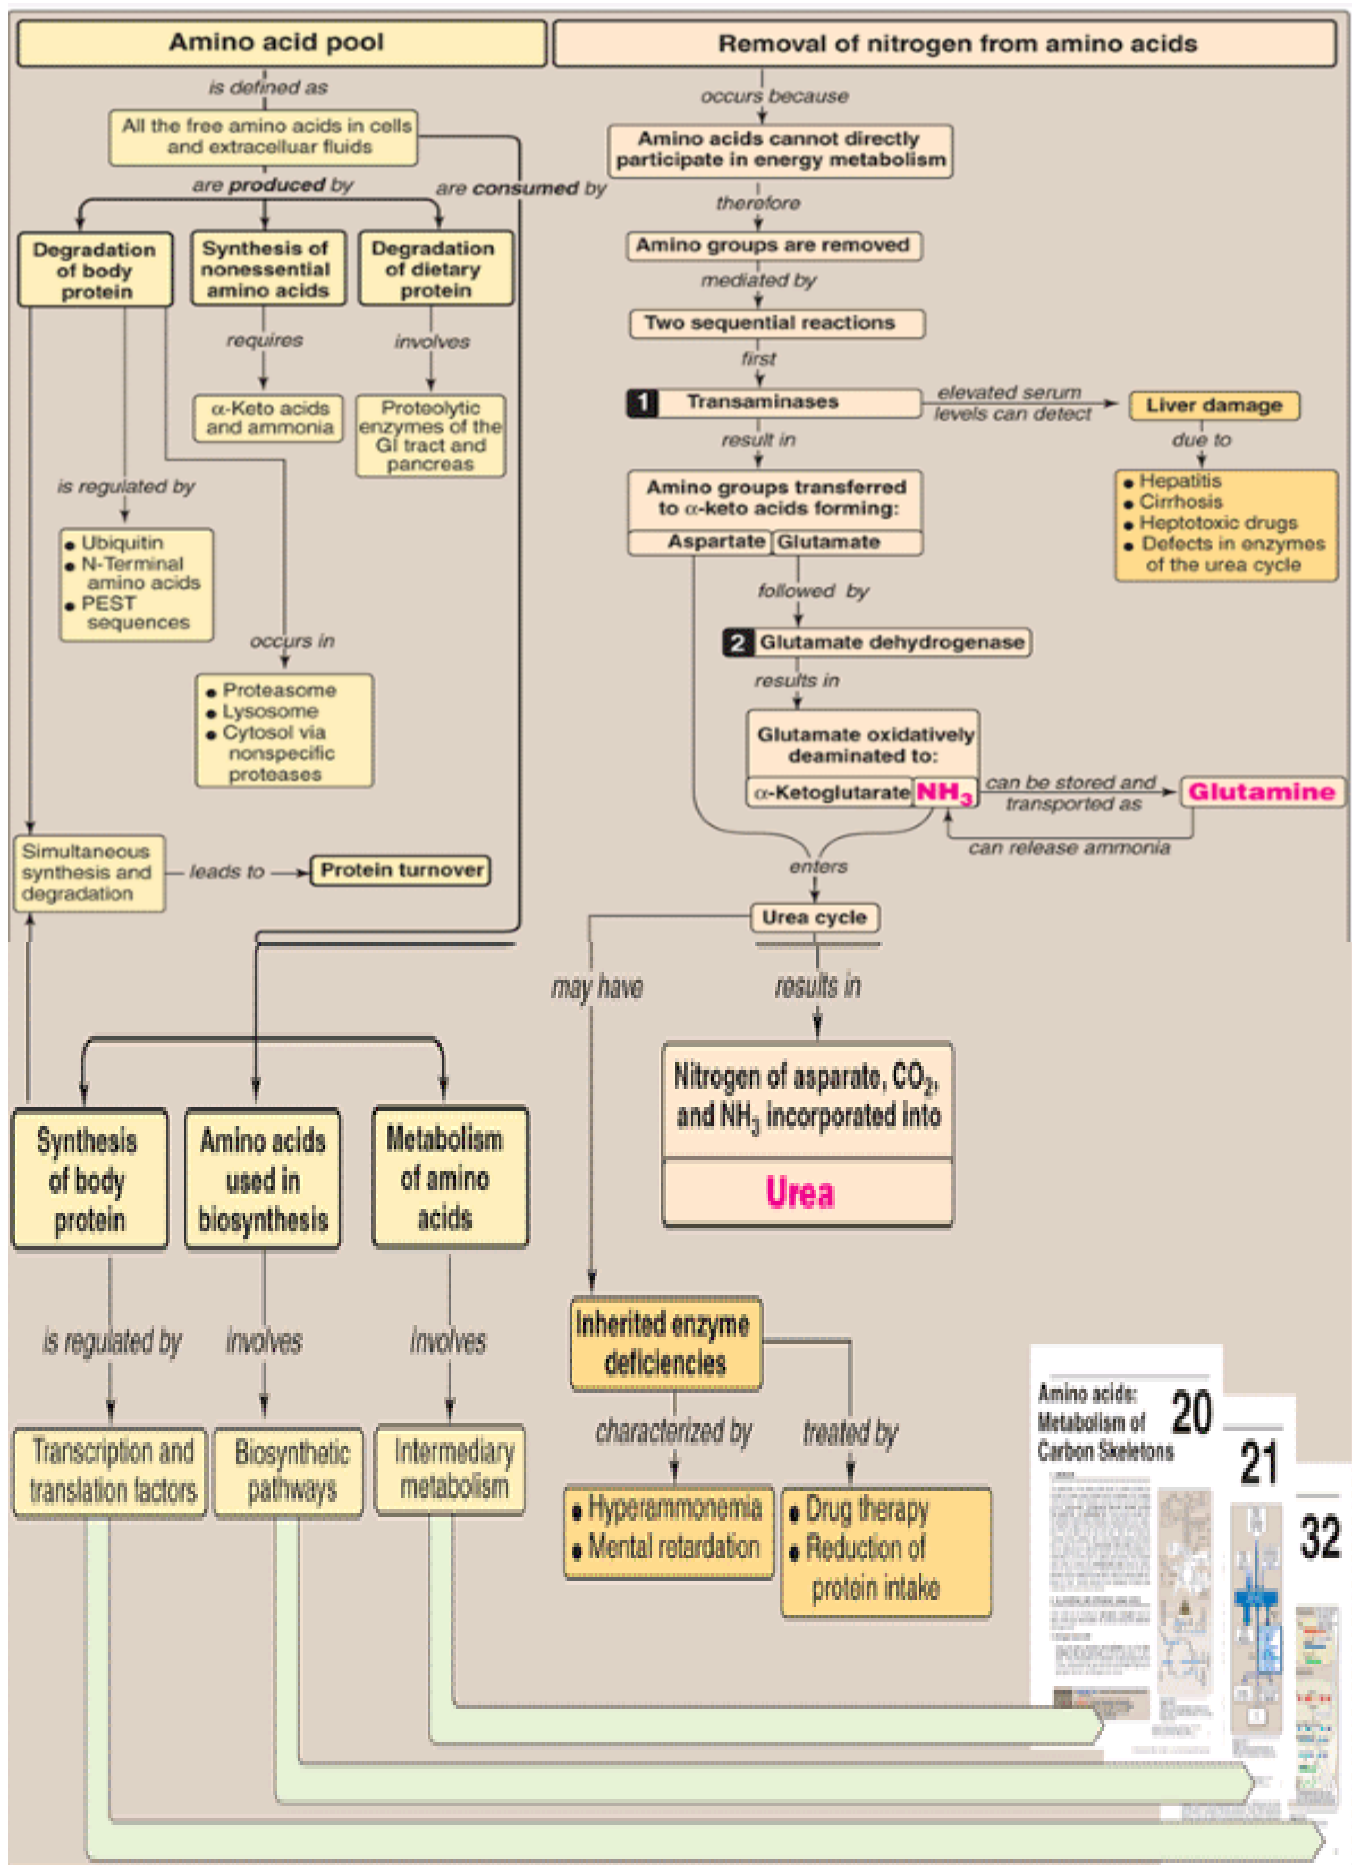 Amino acid pool
is defined as
All the free amino acids in cells
and extracelluar fluids
are produced by
are consumed by
Degradation
of body
protein
Synthesis of
nonessential
amino acids
Degradation
of dietary
protein
requires
involves
α-Keto acids
and ammonia
Proteolytic
enzymes of the
GI tract and
pancreas
is regulated by
• Ubiquitin
• N-Terminal
amino acids
• PEST
sequences
occurs in
• Proteasome
• Lysosome
• Cytosol via
nonspecific
proteases
Simultaneous
synthesis and
degradation
leads to
Protein turnover
Synthesis
of body
protein
Amino acids
used in
biosynthesis
Metabolism
of amino
acids
is regulated by
involves
involves
Transcription and
translation factors
Biosynthetic
pathways
Intermediary
metabolism
Removal of nitrogen from amino acids
occurs because
Amino acids cannot directly
participate in energy metabolism
therefore
Amino groups are removed
mediated by
Two sequential reactions
first
1 Transaminases
elevated serum
levels can detect
Liver damage
due to
• Hepatitis
• Cirrhosis
• Heptotoxic drugs
• Defects in enzymes
of the urea cycle
result in
Amino groups transferred
to α-keto acids forming:
Aspartate Glutamate
followed by
2 Glutamate dehydrogenase
results in
Glutamate oxidatively
deaminated to:
α-Ketoglutarate NH3
can be stored and
transported as
Glutamine
can release ammonia
enters
Urea cycle
may have
results in
Nitrogen of asparate, CO2,
and NH3 incorporated into
Urea
Inherited enzyme
deficiencies
characterized by
treated by
• Hyperammonemia
• Mental retardation
• Drug therapy
• Reduction of
protein intake
Amino acids:
Metabolism of
Carbon Skeletons
20
21
32